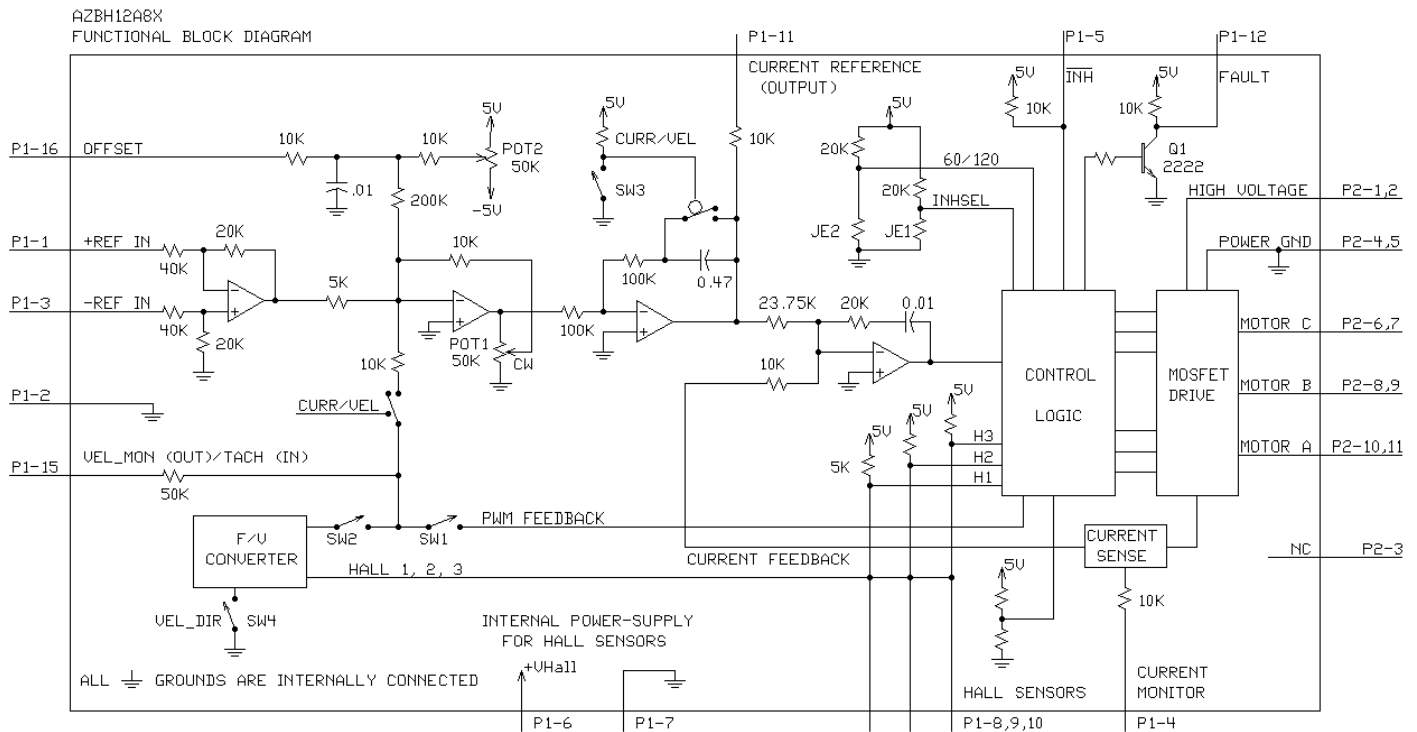 AZBH12A8X
FUNCTIONAL BLOCK DIAGRAM
P1-11
P1-5
P1-12
CURRENT REFERENCE
(OUTPUT)
5V
INH
10K
5V
FAULT
10K
5V
10K
10K
5V
CURR/VEL
10K
5V
20K
60/120
Q1
2222
P1-16
OFFSET
POT2
50K
.01
200K
-5V
SW3
20K
INHSEL
HIGH VOLTAGE
P2-1,2
P1-1
+REF IN
20K
40K
10K
JE2
JE1
POWER GND
P2-4,5
5K
100K
0.47
P1-3
-REF IN
40K
20K
100K
23.75K
20K
0.01
POT1
50K
CW
10K
10K
MOTOR C
P2-6,7
CONTROL
LOGIC
MOSFET
DRIVE
P1-2
CURR/VEL
MOTOR B
P2-8,9
5V
5V
5V
H3
H2
H1
5K
MOTOR A
P2-10,11
P1-15
VEL_MON (OUT)/TACH (IN)
50K
PWM FEEDBACK
SW2
SW1
F/V
CONVERTER
CURRENT
SENSE
CURRENT FEEDBACK
NC
P2-3
HALL 1, 2, 3
5V
10K
VEL_DIR
SW4
INTERNAL POWER-SUPPLY
FOR HALL SENSORS
+VHall
ALL GROUNDS ARE INTERNALLY CONNECTED
HALL SENSORS
CURRENT
MONITOR
P1-6
P1-7
P1-8,9,10
P1-4